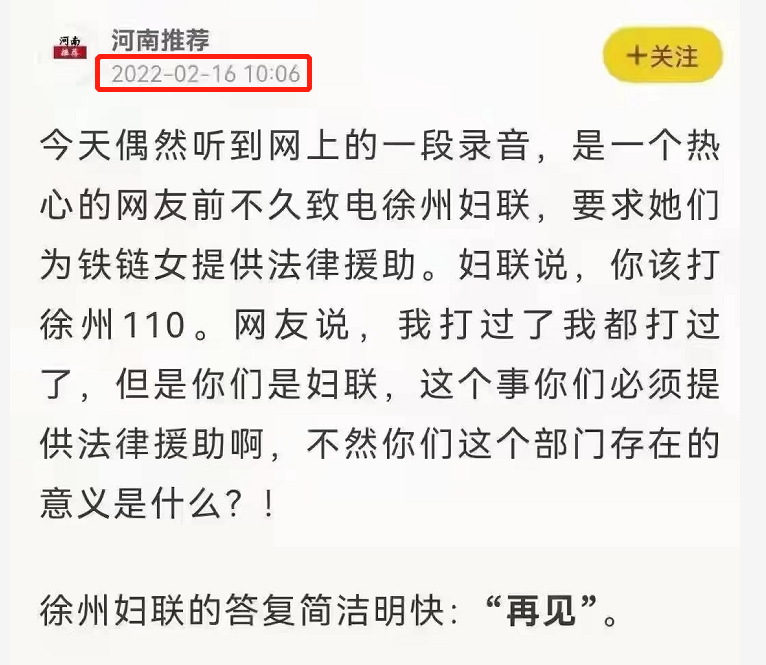 河南
推荐
河南推荐
2022-02-16 10:06
+关注
今天偶然听到网上的一段录音，是一个热
心的网友前不久致电徐州妇联，要求她们
为铁链女提供法律援助。妇联说，你该打
徐州110。网友说，我打过了我都打过
了，但是你们是妇联，这个事你们必须提
供法律援助啊，不然你们这个部门存在的
意义是什么？！
徐州妇联的答复简洁明快：“再见”。